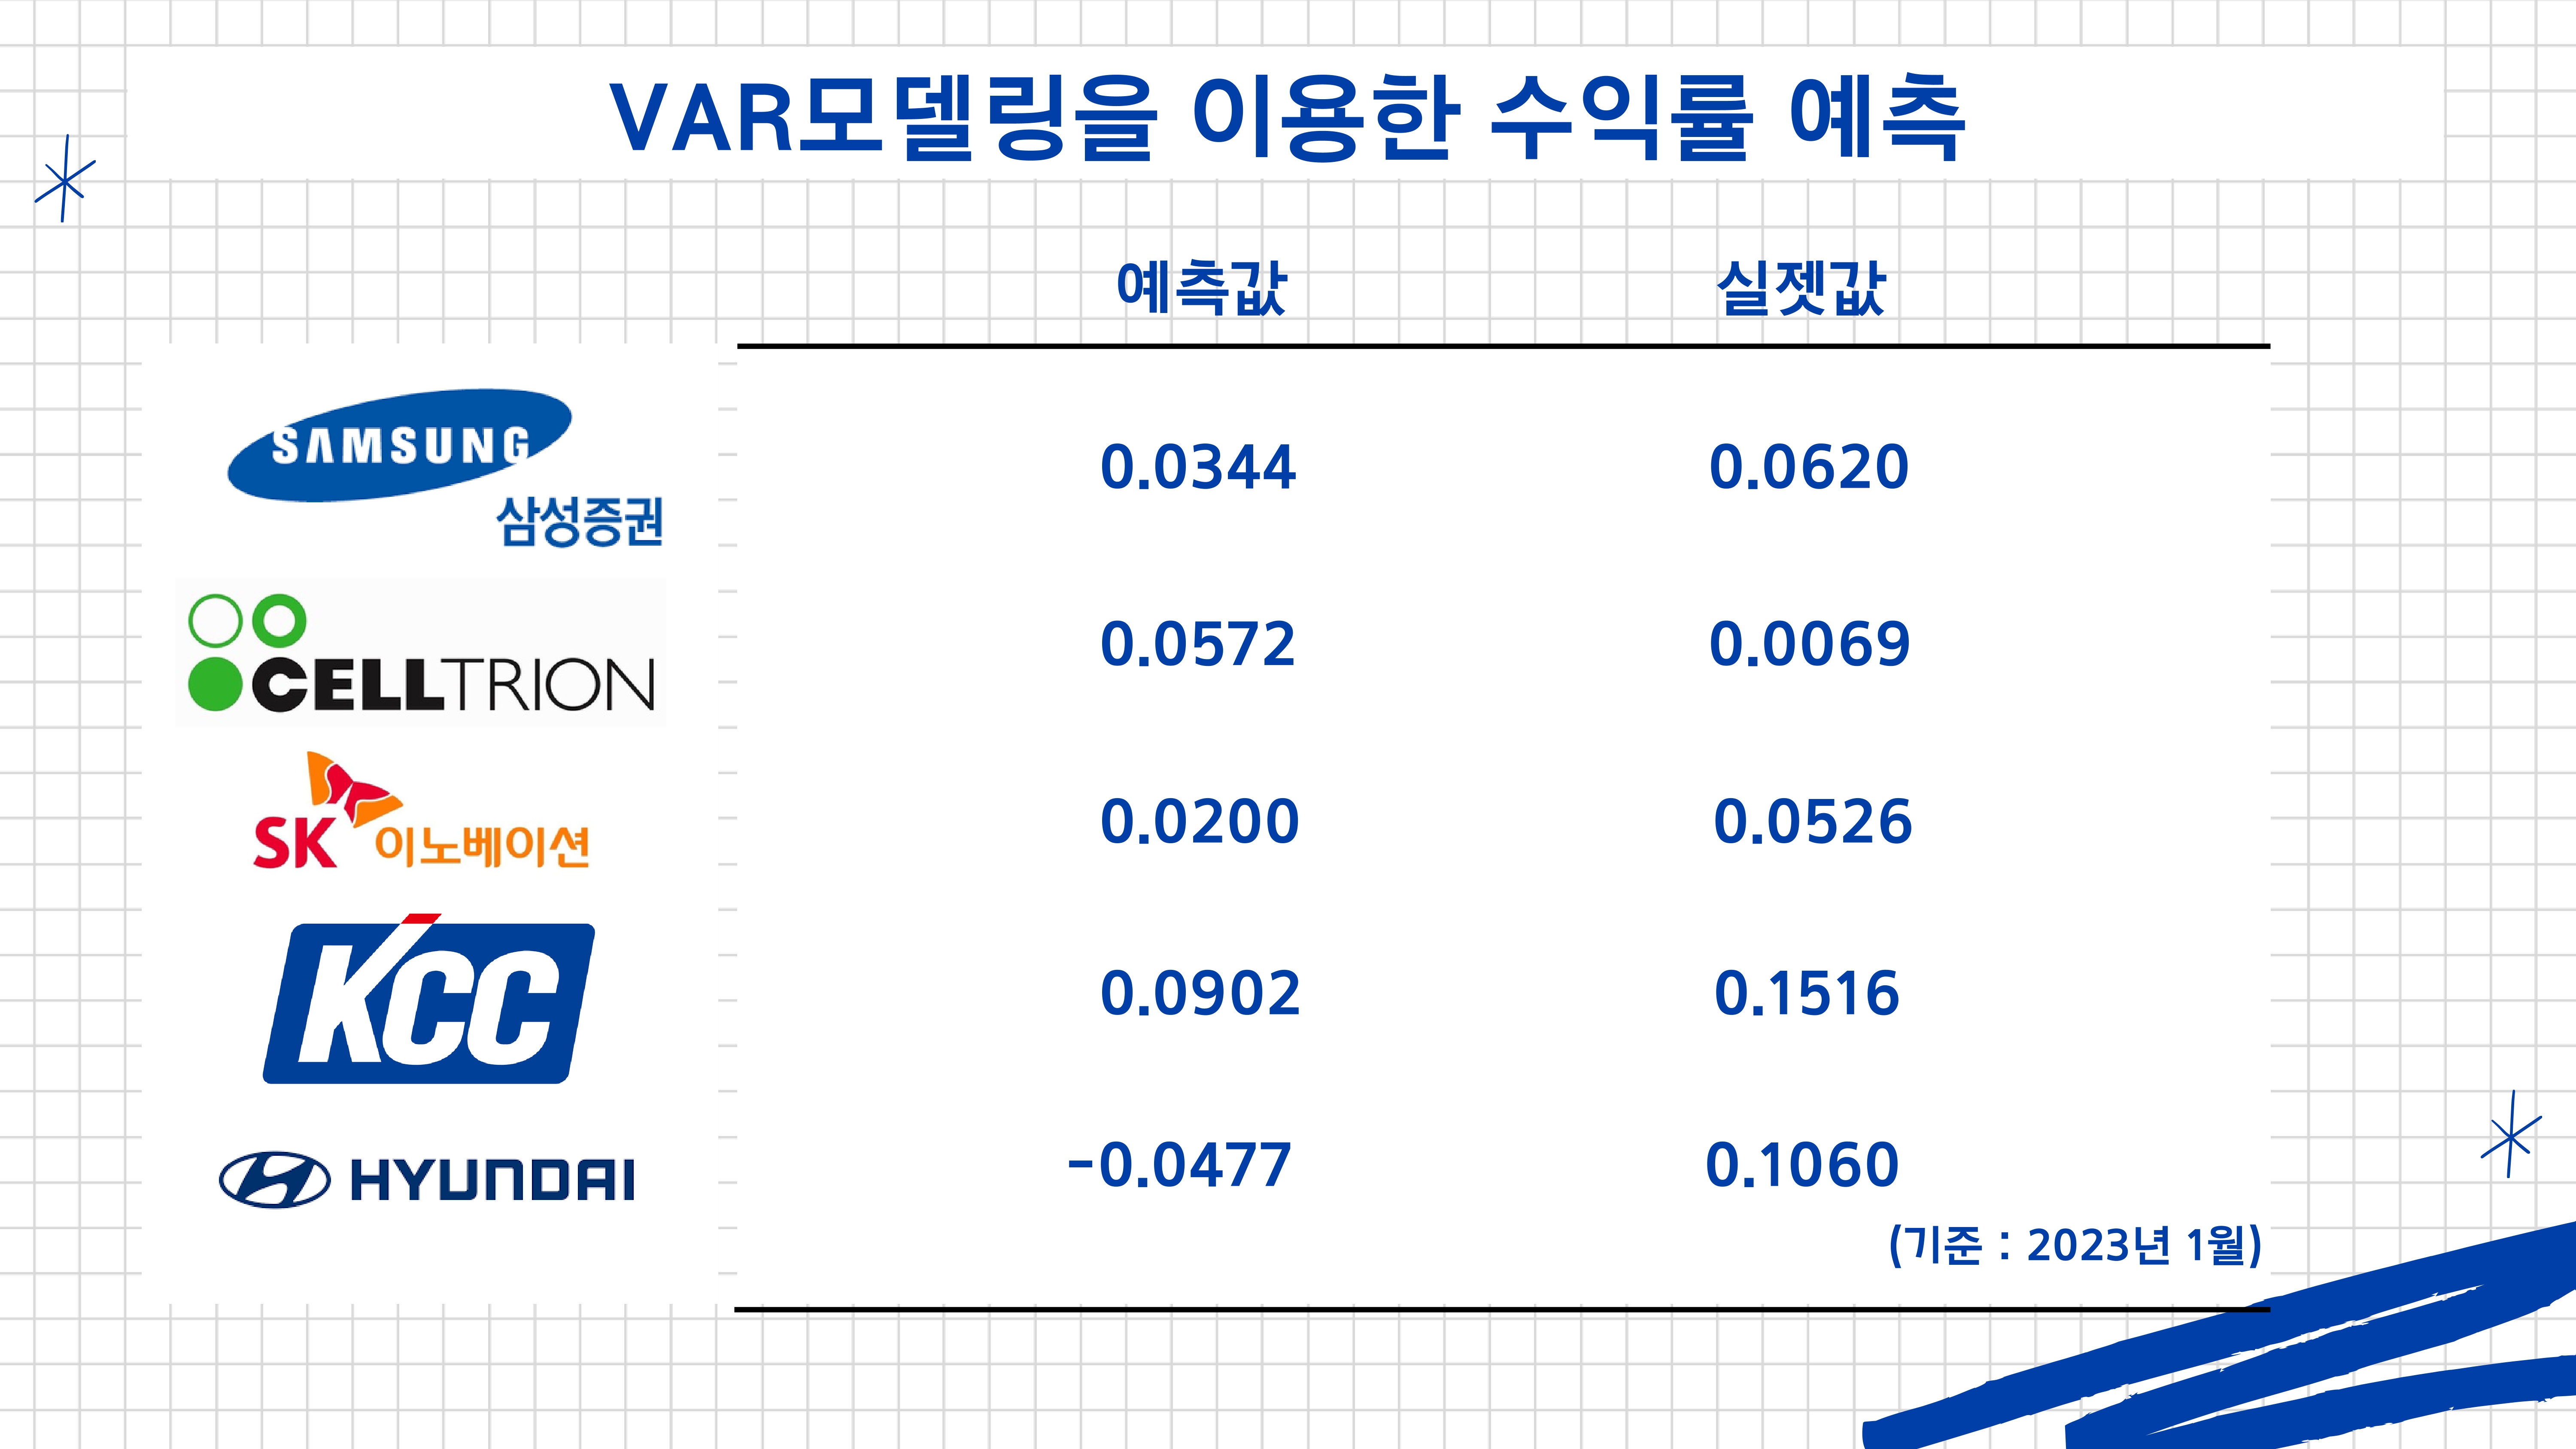 VAR모델링을 이용한 수익률 예측
예측값 실젯값
SAMSUNG
삼성증권
0.0344 0.0620
CELLTRION
0.0572 0.0069
SK 이노베이션
0.0200 0.0526
KCC
0.0902 0.1516
HYUNDAI
-0.0477 0.1060
(기준 : 2023년 1월)